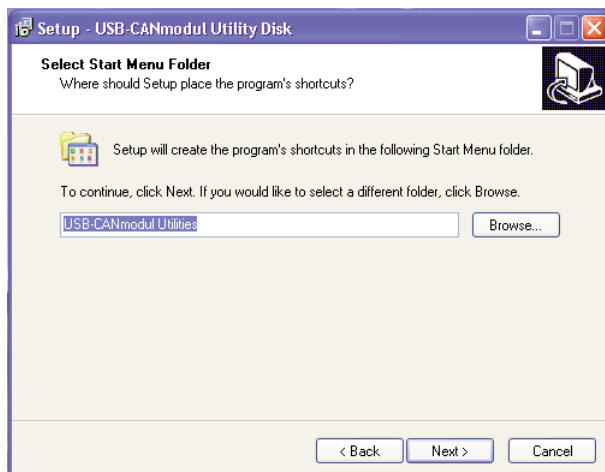 Setup - USB-CANmodul Utility Disk
Select Start Menu Folder
Where should Setup place the program's shortcuts?
Setup will create the program's shortcuts in the following Start Menu folder.
To continue, click Next. If you would like to select a different folder, click Browse.
USB-CANmodul Utilities
Browse...
< Back
Next >
Cancel